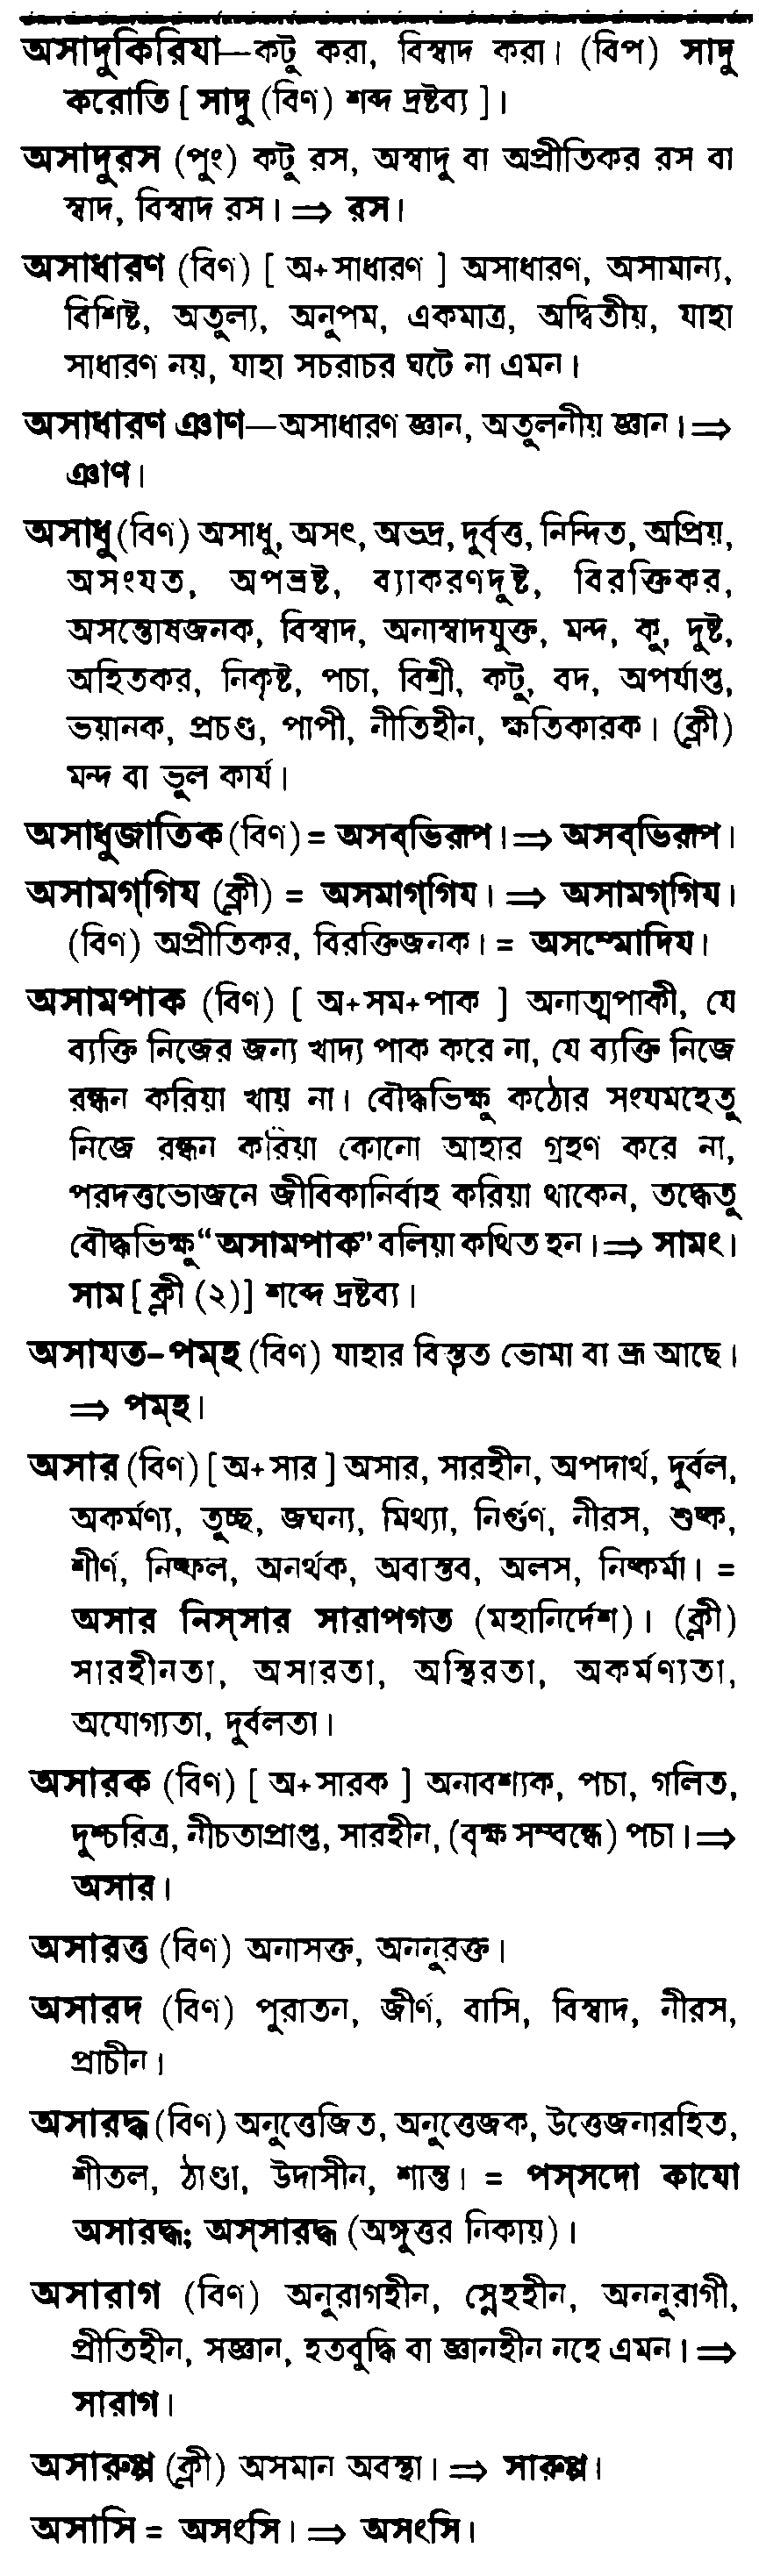 অসাদুকিরিযা—কটু করা, বিস্বাদ করা। (বিপ) সাদু
করোতি [ সাদু (বিণ) শব্দ দ্রষ্টব্য ]।
অসাদুরস (পুং) কটু রস, অস্বাদু বা অপ্রীতিকর রস বা
স্বাদ, বিস্বাদ রস। ⇒ রস।
অসাধারণ (বিণ) [ অ+সাধারণ ] অসাধারণ, অসামান্য,
বিশিষ্ট, অতুল্য, অনুপম, একমাত্র, অদ্বিতীয়, যাহা
সাধারণ নয়, যাহা সচরাচর ঘটে না এমন।
অসাধারণ ঞাণ—অসাধারণ জ্ঞান, অতুলনীয় জ্ঞান। ⇒
ঞাণ।
অসাধু (বিণ) অসাধু, অসৎ, অভদ্র, দুর্বৃত্ত, নিন্দিত, অপ্রিয়,
অসংযত, অপভ্রষ্ট, ব্যাকরণদুষ্ট, বিরক্তিকর,
অসন্তোষজনক, বিস্বাদ, অনাস্বাদযুক্ত, মন্দ, কু, দুষ্ট,
অহিতকর, নিকৃষ্ট, পচা, বিশ্রী, কটু, বদ, অপর্যাপ্ত,
ভয়ানক, প্রচণ্ড, পাপী, নীতিহীন, ক্ষতিকারক। (ক্লী)
মন্দ বা ভুল কার্য।
অসাধুজাতিক (বিণ) = অসব্‌ভিরূপ। ⇒ অসব্‌ভিরূপ।
অসামগ্‌গিয (ক্লী) = অসমাগ্‌গিয। ⇒ অসামগ্‌গিয।
(বিণ) অপ্রীতিকর, বিরক্তিজনক। = অসম্মোদিয।
অসামপাক (বিণ) [ অ+সম+পাক ] অনাত্মপাকী, যে
ব্যক্তি নিজের জন্য খাদ্য পাক করে না, যে ব্যক্তি নিজে
রন্ধন করিয়া খায় না। বৌদ্ধভিক্ষু কঠোর সংযমহেতু
নিজে রন্ধন করিয়া কোনো আহার গ্রহণ করে না,
পরদত্তভোজনে জীবিকানির্বাহ করিয়া থাকেন, তদ্ধেতু
বৌদ্ধভিক্ষু “অসামপাক” বলিয়া কথিত হন। ⇒ সামং।
সাম [ ক্লী (২)] শব্দে দ্রষ্টব্য।
অসাযত-পম্‌হ (বিণ) যাহার বিস্তৃত ভোমা বা ভ্রূ আছে।
⇒ পম্‌হ।
অসার (বিণ) [ অ+সার ] অসার, সারহীন, অপদার্থ, দুর্বল,
অকর্মণ্য, তুচ্ছ, জঘন্য, মিথ্যা, নির্গুণ, নীরস, শুষ্ক,
শীর্ণ, নিষ্ফল, অনর্থক, অবাস্তব, অলস, নিষ্কর্মা। =
অসার নিস্‌সার সারাপগত (মহানির্দেশ)। (ক্লী)
সারহীনতা, অসারতা, অস্থিরতা, অকর্মণ্যতা,
অযোগ্যতা, দুর্বলতা।
অসারক (বিণ) [ অ+সারক ] অনাবশ্যক, পচা, গলিত,
দুশ্চরিত্র, নীচতাপ্রাপ্ত, সারহীন, (বৃক্ষ সম্বন্ধে) পচা। ⇒
অসার।
অসারত্ত (বিণ) অনাসক্ত, অননুরক্ত।
অসারদ (বিণ) পুরাতন, জীর্ণ, বাসি, বিস্বাদ, নীরস,
প্রাচীন।
অসারদ্ধ (বিণ) অনুত্তেজিত, অনুত্তেজক, উত্তেজনারহিত,
শীতল, ঠাণ্ডা, উদাসীন, শান্ত। = পস্‌সদো কাযো
অসারদ্ধ; অস্‌সারদ্ধ (অঙ্গুত্তর নিকায়)।
অসারাগ (বিণ) অনুরাগহীন, স্নেহহীন, অননুরাগী,
প্রীতিহীন, সজ্ঞান, হতবুদ্ধি বা জ্ঞানহীন নহে এমন। ⇒
সারাগ।
অসারুপ্প (ক্লী) অসমান অবস্থা। ⇒ সারুপ্প।
অসাসি = অসংসি। ⇒ অসংসি।